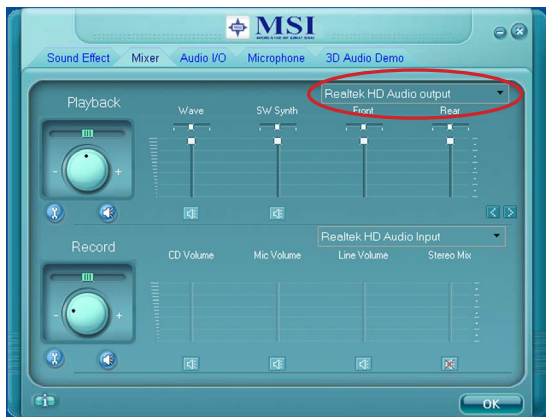 MSI
Sound Effect Mixer Audio I/O Microphone 3D Audio Demo
Realtek HD Audio output
Playback
Wave SW Synth Front Rear
- +
Realtek HD Audio Input
Record
CD Volume Mic Volume Line Volume Stereo Mix
- +
OK